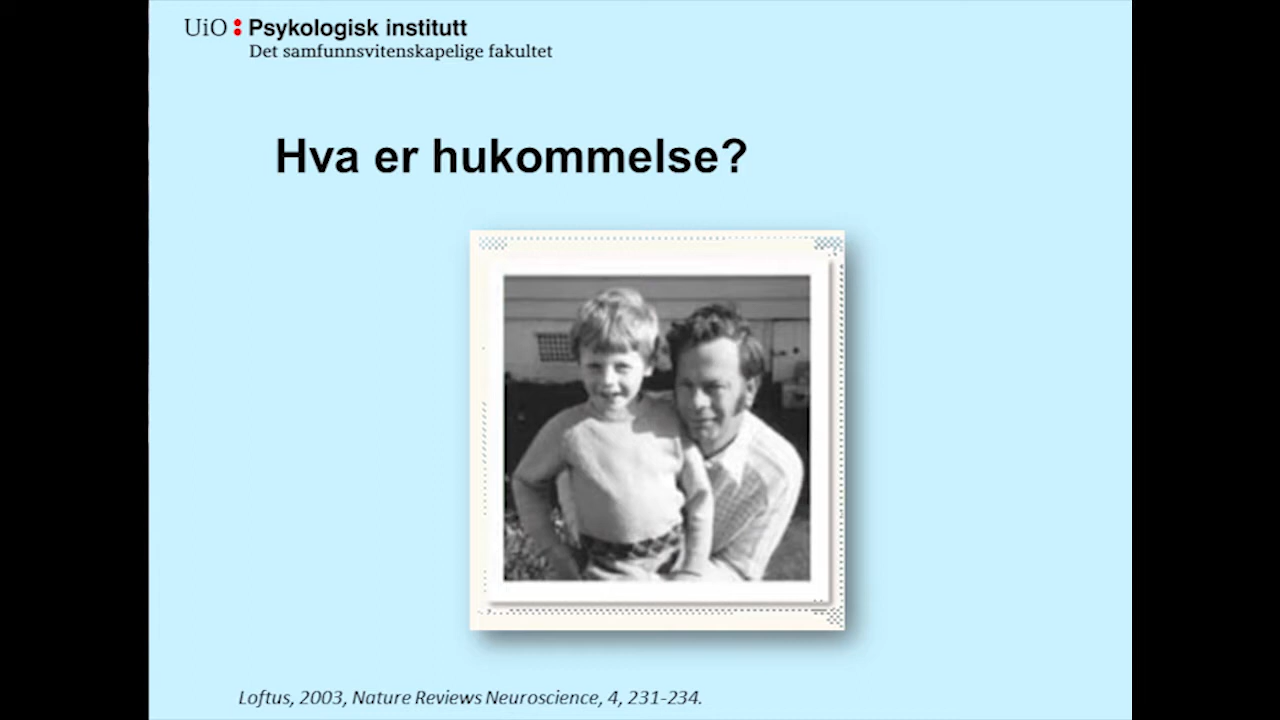 UiO : Psykologisk institutt
Det samfunnsvitenskapelige fakultet
Hva er hukommelse?
Loftus, 2003, Nature Reviews Neuroscience, 4, 231-234.